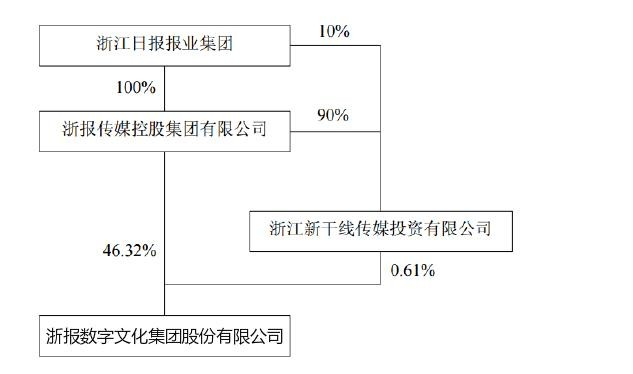 浙江日报报业集团
10%
100%
浙报传媒控股集团有限公司
90%
浙江新干线传媒投资有限公司
46.32%
0.61%
浙报数字文化集团股份有限公司